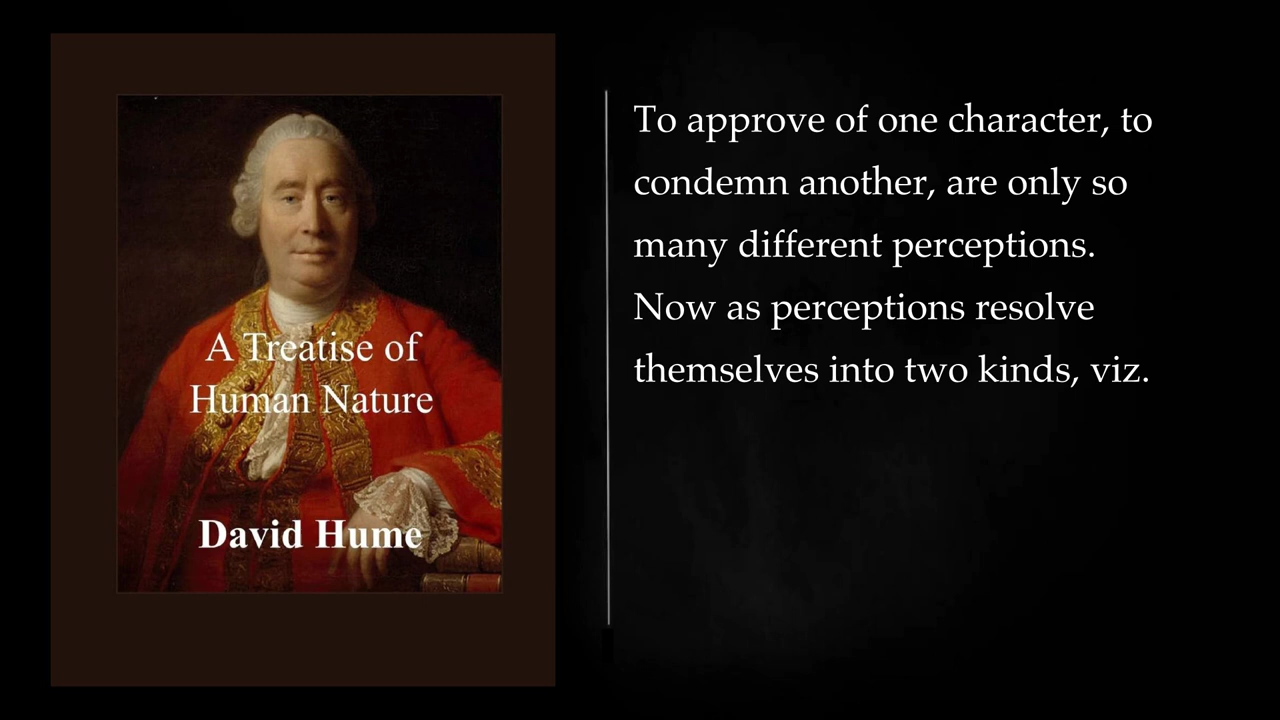 A Treatise of
Human Nature
David Hume
To approve of one character, to
condemn another, are only so
many different perceptions.
Now as perceptions resolve
themselves into two kinds, viz.